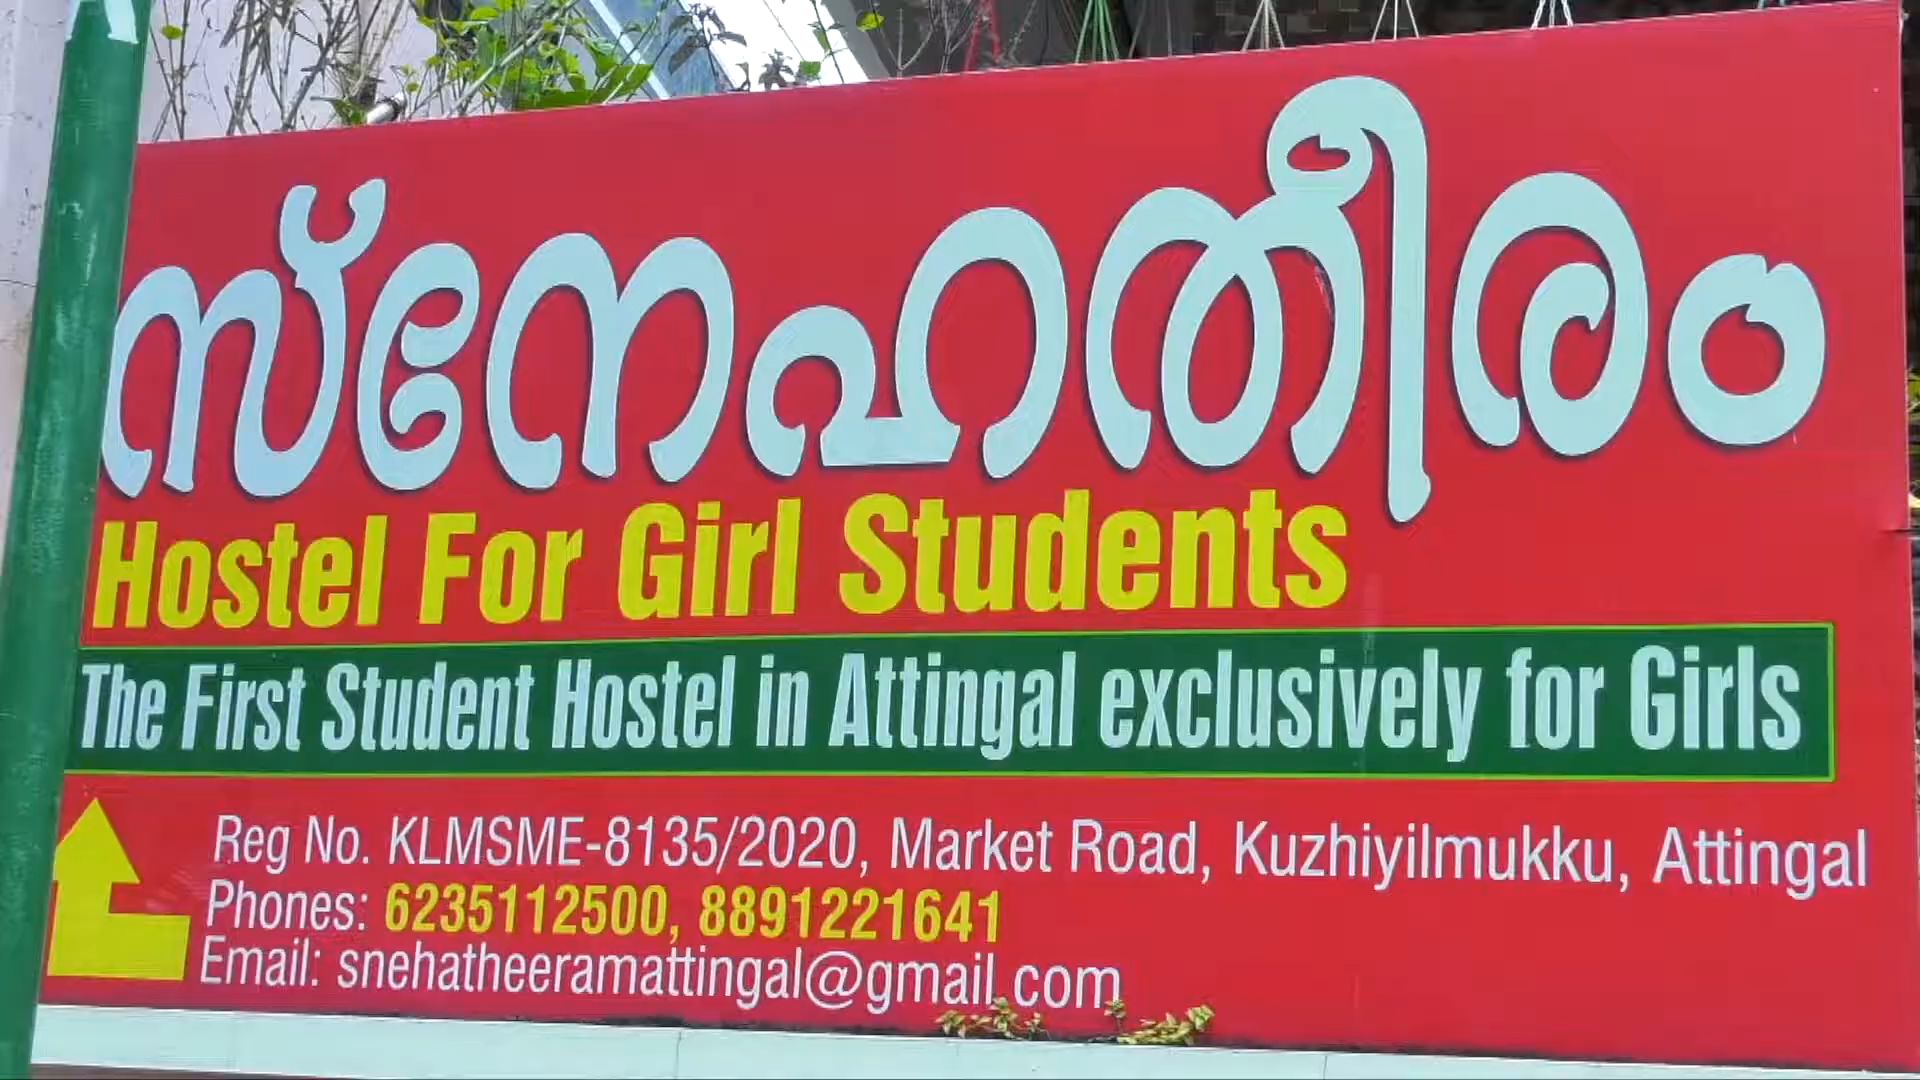 സ്നേഹതീരം
Hostel For Girl Students
The First Student Hostel in Attingal exclusively for Girls
Reg No. KLMSME-8135/2020, Market Road, Kuzhiyilmukku, Attingal
Phones: 6235112500, 8891221641
Email: snehatheeramattingal@gmail.com